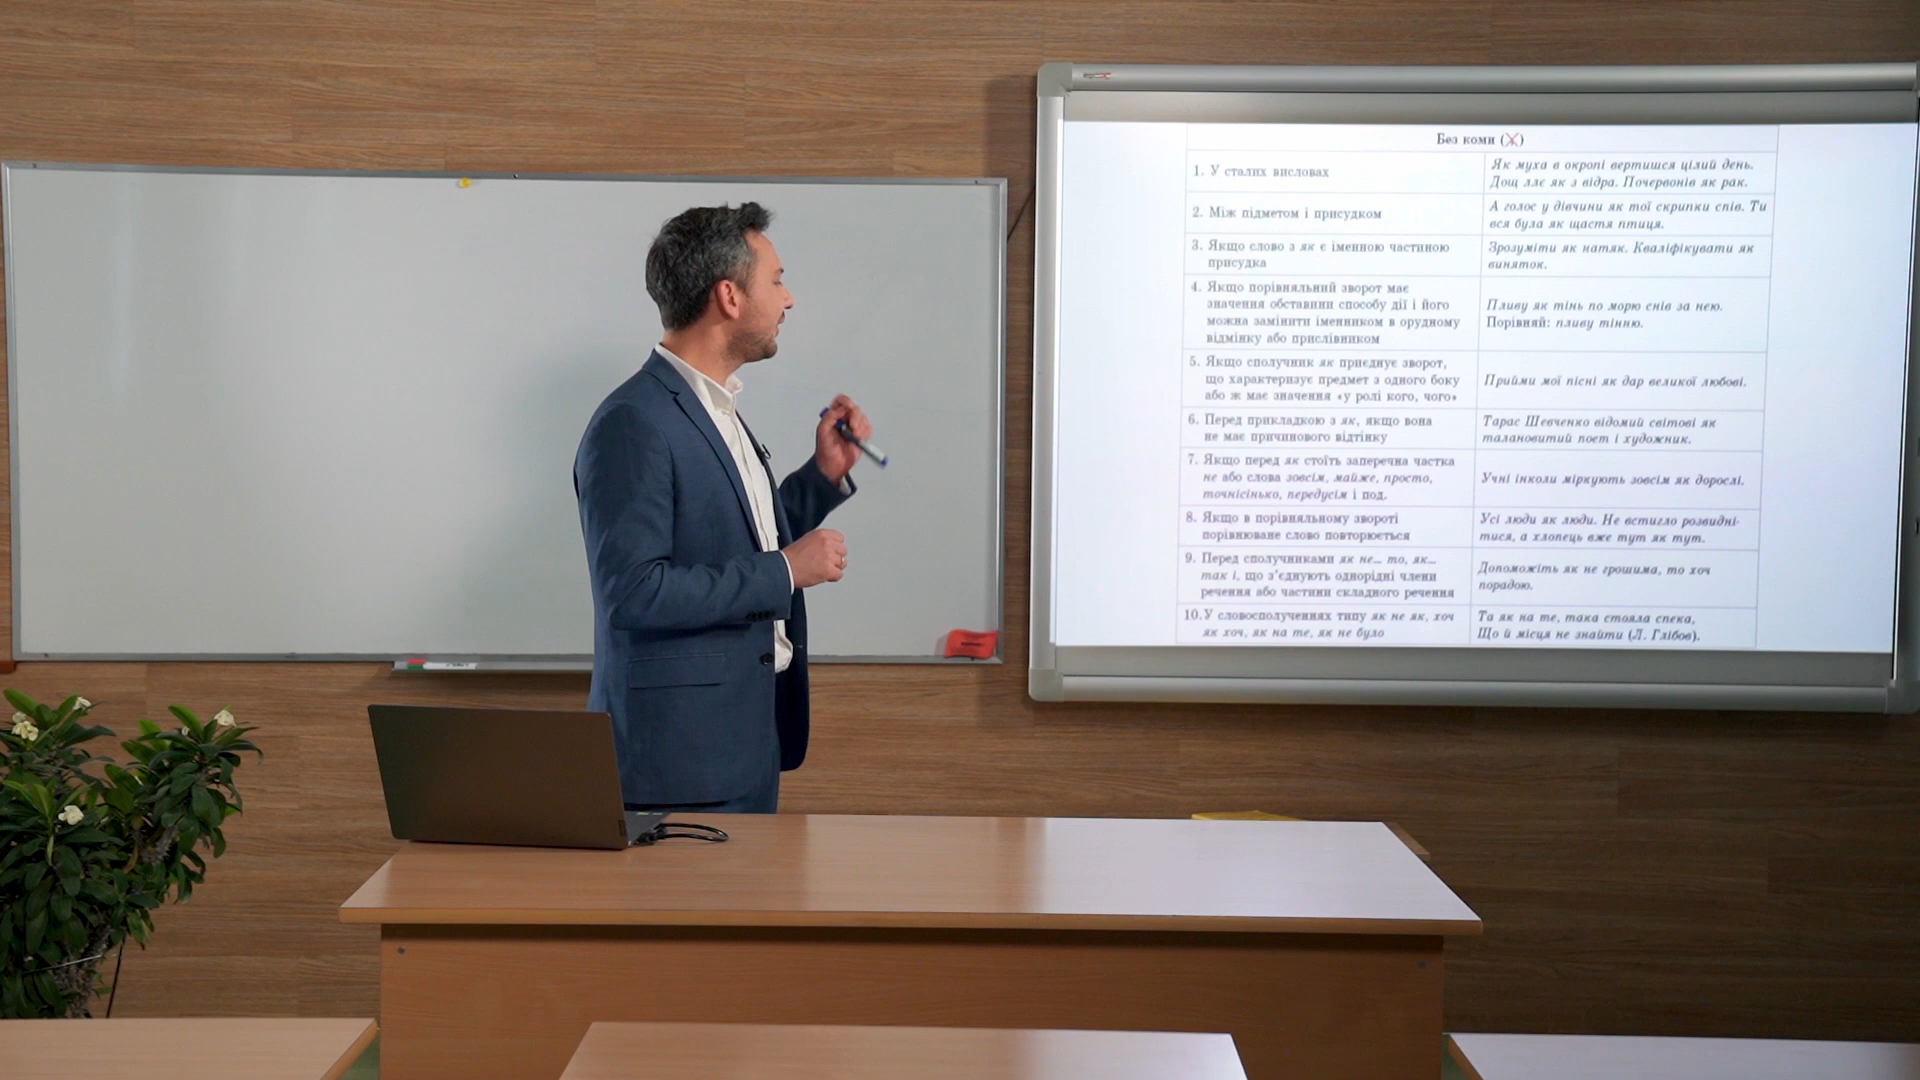 Без коми (X)
1. У сталих висловах
Як муха в окропі вертишся цілий день.
Дощ ллє як з відра. Почервонів як рак.
2. Між підметом і присудком
А голос у дівчини як тої скрипки спів. Ти
вся була як щастя птиця.
3. Якщо слово з як є іменною частиною
присудка
Зрозуміти як натяк. Кваліфікувати як
виняток.
4. Якщо порівняльний зворот має
значення обставини способу дії і його
можна замінити іменником в орудному
відмінку або прислівником
Пливу як тінь по морю снів за нею.
Порівняй: пливу тінню.
5. Якщо сполучник як приєднує зворот,
що характеризує предмет з одного боку
або ж має значення «у ролі кого, чого»
Прийми мої пісні як дар великої любові.
6. Перед прикладкою з як, якщо вона
не має причинового відтінку
Тарас Шевченко відомий світові як
талановитий поет і художник.
7. Якщо перед як стоїть заперечна частка
не або слова зовсім, майже, просто,
точнісінько, передусім і под.
Учні інколи міркують зовсім як дорослі.
8. Якщо в порівняльному звороті
порівнюване слово повторюється
Усі люди як люди. Не встигло розвидні-
тися, а хлопець вже тут як тут.
9. Перед сполучниками як не... то, як...
так і, що з'єднують однорідні члени
речення або частини складного речення
Допоможіть як не грошима, то хоч
порадою.
10. У словосполученнях типу як не як, хоч
як хоч, як на те, як не було
Та як на те, така стояла спека,
Що й місця не знайти (Л. Глібов).